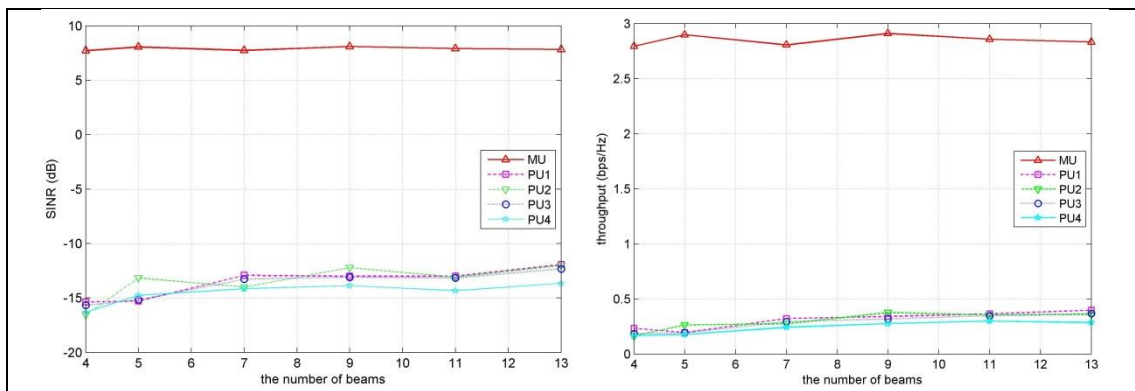 10
5
0
-5
-10
-15
-20
SINR (dB)
MU
PU1
PU2
PU3
PU4
4 5 6 7 8 9 10 11 12 13
the number of beams
3
2.5
2
1.5
1
0.5
0
throughput (bps/Hz)
MU
PU1
PU2
PU3
PU4
4 5 6 7 8 9 10 11 12 13
the number of beams